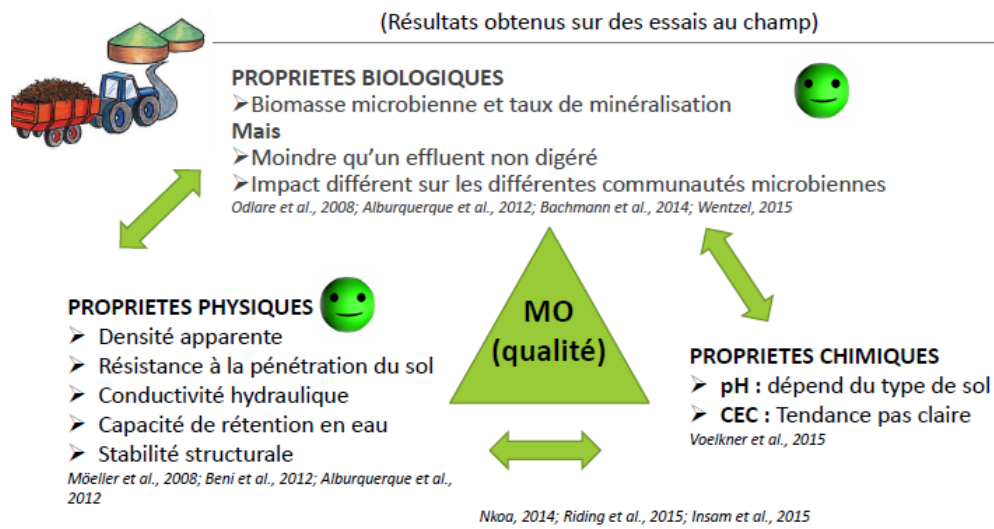 (Résultats obtenus sur des essais au champ)
PROPRIETES BIOLOGIQUES
➢Biomasse microbienne et taux de minéralisation
Mais
➢Moindre qu'un effluent non digéré
➢Impact différent sur les différentes communautés microbiennes
Odlare et al., 2008; Alburquerque et al., 2012; Bachmann et al., 2014; Wentzel, 2015
PROPRIETES PHYSIQUES
➢ Densité apparente
➢ Résistance à la pénétration du sol
➢ Conductivité hydraulique
➢ Capacité de rétention en eau
➢ Stabilité structurale
Möeller et al., 2008; Beni et al., 2012; Alburquerque et al.,
2012
MO
(qualité)
PROPRIETES CHIMIQUES
➢ pH : dépend du type de sol
➢ CEC : Tendance pas claire
Voelkner et al., 2015
Nkoa, 2014; Riding et al., 2015; Insam et al., 2015